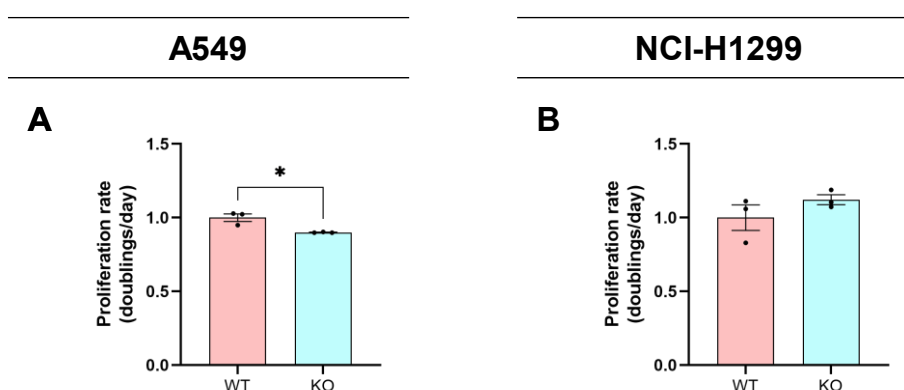 A549
NCI-H1299
A
B
Proliferation rate
(doublings/day)
1.5
1.0
0.5
0.0
*
WT
KO
Proliferation rate
(doublings/day)
1.5
1.0
0.5
0.0
WT
KO